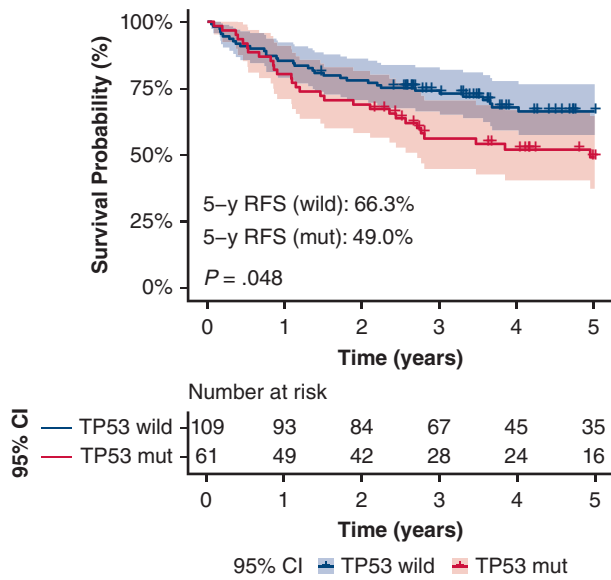 Survival Probability (%)
100%
75%
50%
25%
0%
5–y RFS (wild): 66.3%
5–y RFS (mut): 49.0%
P = .048
0 1 2 3 4 5
Time (years)
Number at risk
95% CI
TP53 wild 109 93 84 67 45 35
TP53 mut 61 49 42 28 24 16
0 1 2 3 4 5
Time (years)
95% CI TP53 wild TP53 mut